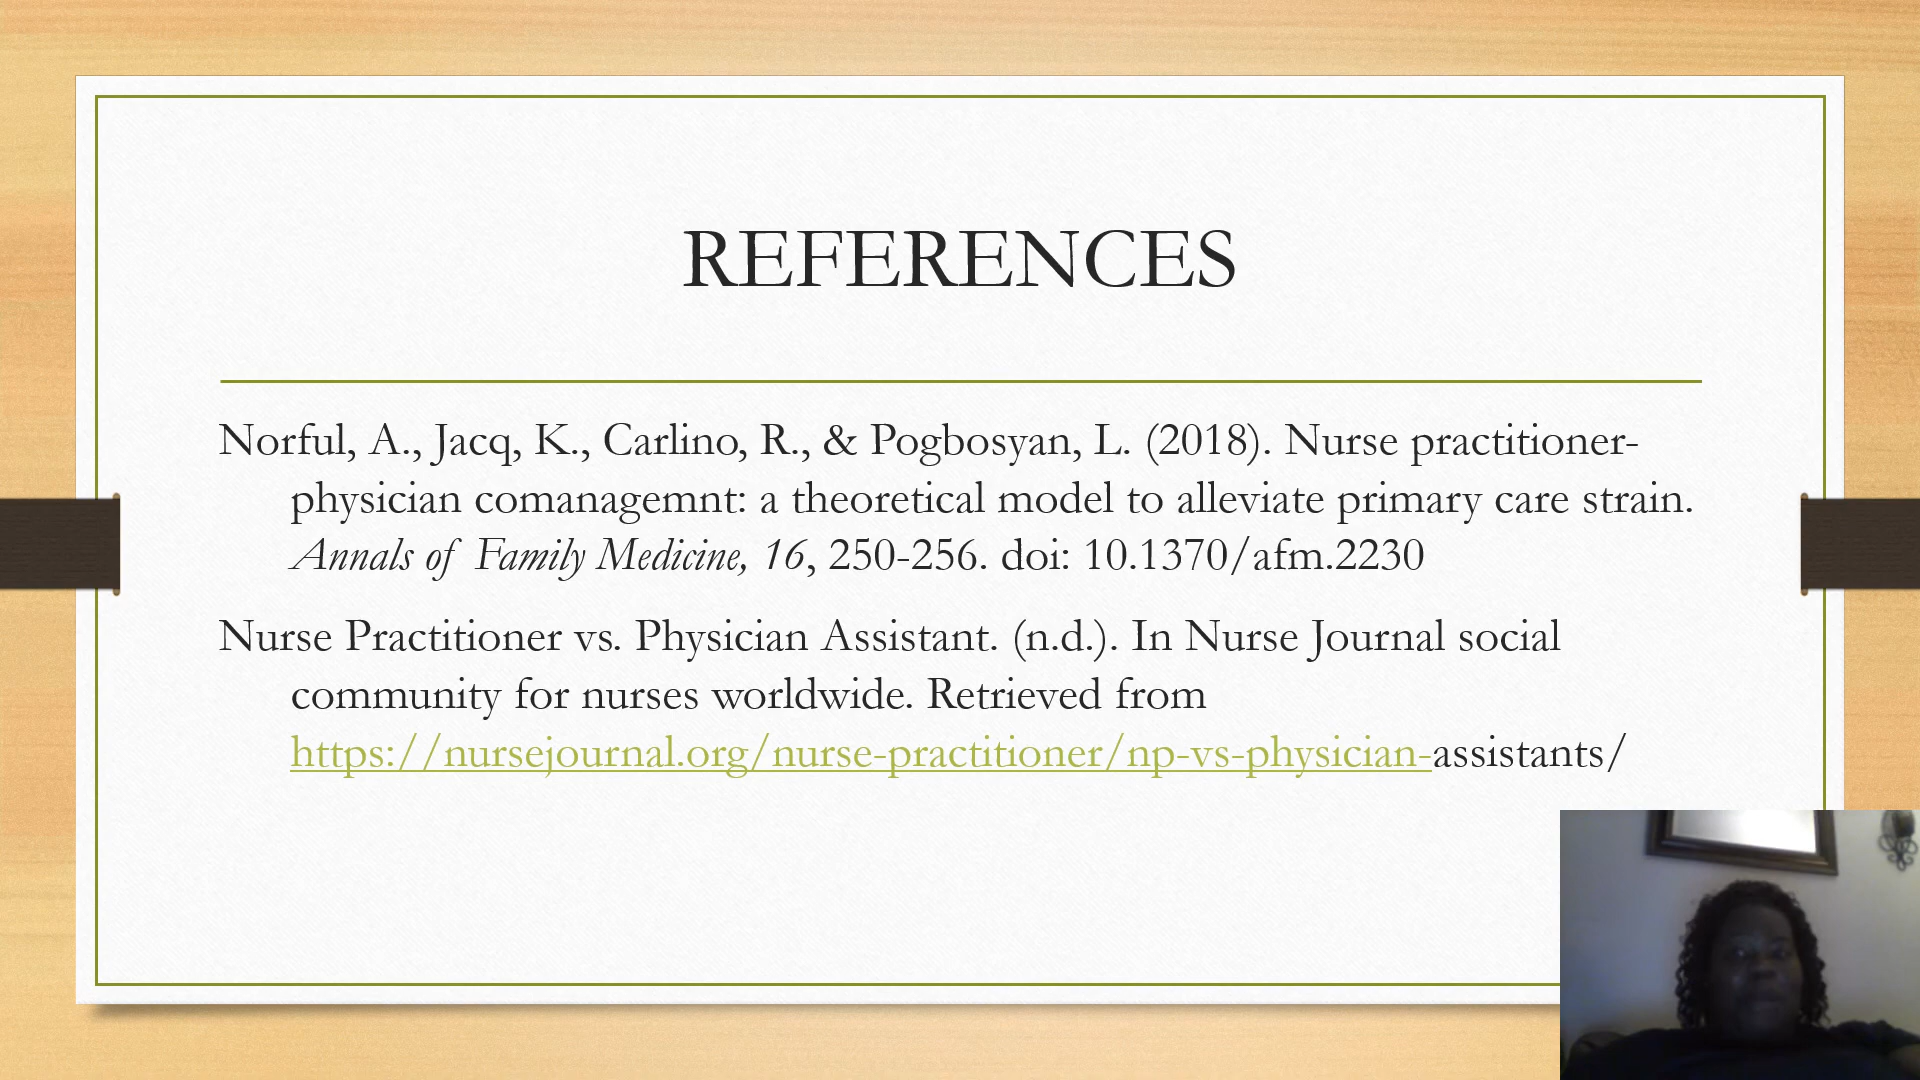 REFERENCES
Norful, A., Jacq, K., Carlino, R., & Pogbosyan, L. (2018). Nurse practitioner-
physician comanagemnt: a theoretical model to alleviate primary care strain.
Annals of Family Medicine, 16, 250-256. doi: 10.1370/afm.2230
Nurse Practitioner vs. Physician Assistant. (n.d.). In Nurse Journal social
community for nurses worldwide. Retrieved from
https://nursejournal.org/nurse-practitioner/np-vs-physician-assistants/